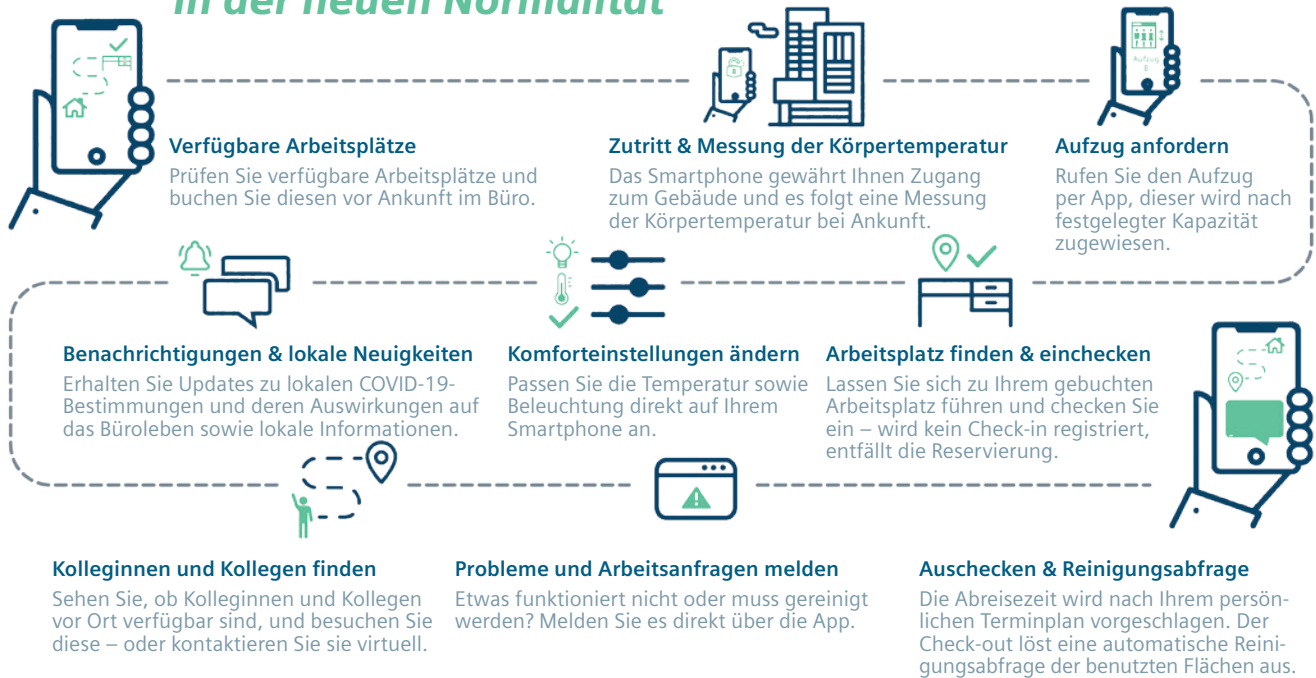 in der neuen Normalität
Aufzug
B
Verfügbare Arbeitsplätze
Prüfen Sie verfügbare Arbeitsplätze und
buchen Sie diesen vor Ankunft im Büro.
Zutritt & Messung der Körpertemperatur
Das Smartphone gewährt Ihnen Zugang
zum Gebäude und es folgt eine Messung
der Körpertemperatur bei Ankunft.
Aufzug anfordern
Rufen Sie den Aufzug
per App, dieser wird nach
festgelegter Kapazität
zugewiesen.
Benachrichtigungen & lokale Neuigkeiten
Erhalten Sie Updates zu lokalen COVID-19-
Bestimmungen und deren Auswirkungen auf
das Büroleben sowie lokale Informationen.
Komforteinstellungen ändern
Passen Sie die Temperatur sowie
Beleuchtung direkt auf Ihrem
Smartphone an.
Arbeitsplatz finden & einchecken
Lassen Sie sich zu Ihrem gebuchten
Arbeitsplatz führen und checken Sie
ein – wird kein Check-in registriert,
entfällt die Reservierung.
Kolleginnen und Kollegen finden
Sehen Sie, ob Kolleginnen und Kollegen
vor Ort verfügbar sind, und besuchen Sie
diese – oder kontaktieren Sie sie virtuell.
Probleme und Arbeitsanfragen melden
Etwas funktioniert nicht oder muss gereinigt
werden? Melden Sie es direkt über die App.
Auschecken & Reinigungsabfrage
Die Abreisezeit wird nach Ihrem persön-
lichen Terminplan vorgeschlagen. Der
Check-out löst eine automatische Reini-
gungsabfrage der benutzten Flächen aus.